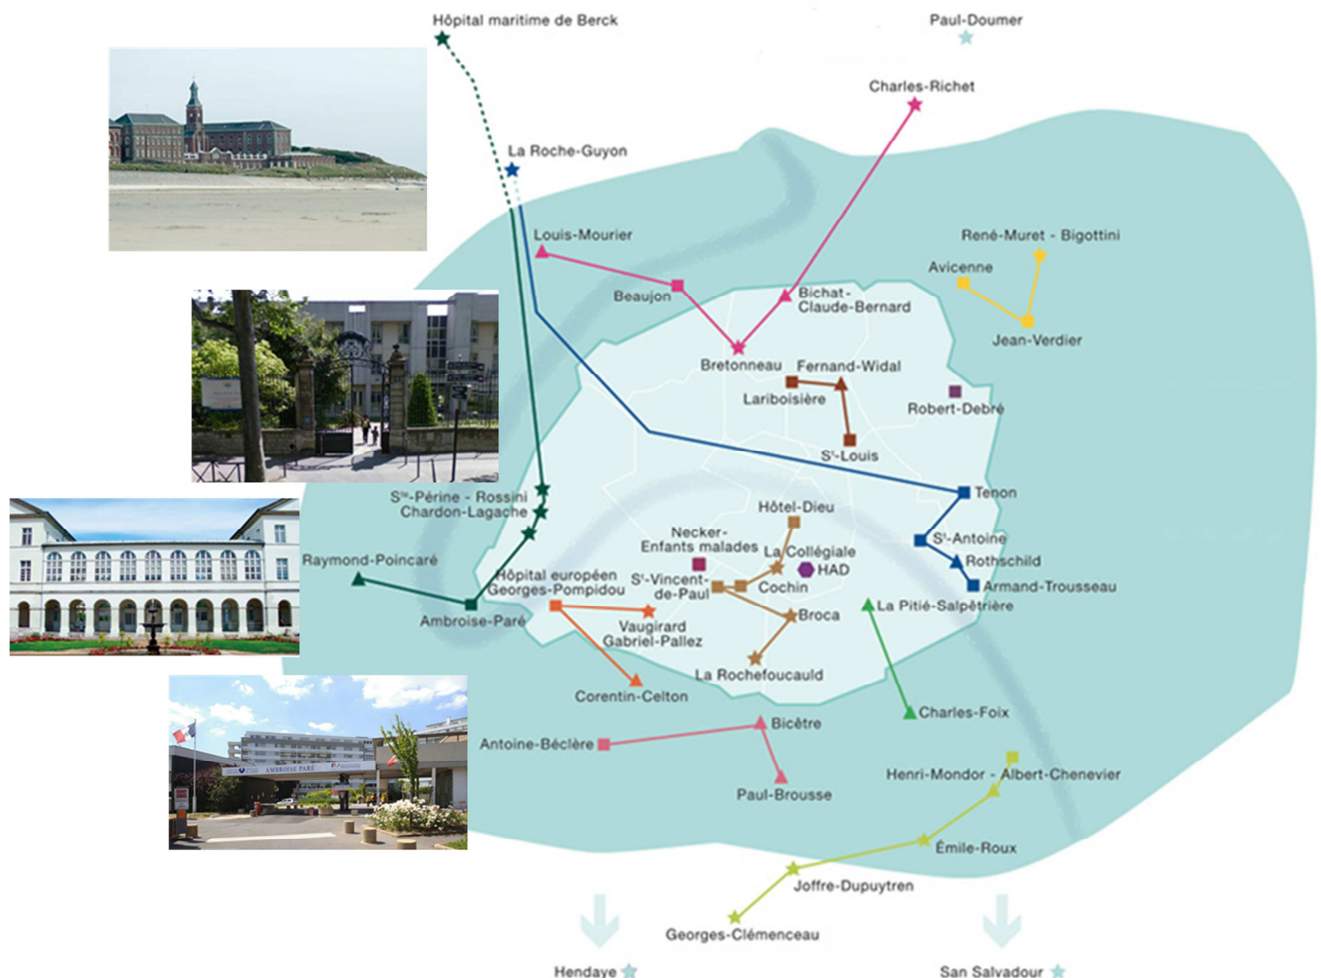 Hôpital maritime de Berck
Paul-Doumer
Charles-Richet
La Roche-Guyon
Louis-Mourier
René-Muret - Bigottini
Avicenne
Beaujon
Bichat-
Claude-Bernard
Jean-Verdier
Bretonneau
Fernand-Widal
Lariboisière
Robert-Debré
Sᵗ-Louis
Sᵗᵉ-Périne - Rossini
Chardon-Lagache
Tenon
Hôtel-Dieu
Necker-
Enfants malades
Sᵗ-Antoine
La Collégiale
HAD
Rothschild
Raymond-Poincaré
Hôpital européen
Georges-Pompidou
Sᵗ-Vincent-
de-Paul
Cochin
Armand-Trousseau
La Pitié-Salpêtrière
Ambroise-Paré
Vaugirard
Gabriel-Pallez
Broca
La Rochefoucauld
Corentin-Celton
Charles-Foix
Bicêtre
Antoine-Béclère
AMBROISE PARÉ
Henri-Mondor - Albert-Chenevier
Paul-Brousse
Émile-Roux
Joffre-Dupuytren
Georges-Clémenceau
Hendaye
San Salvadour